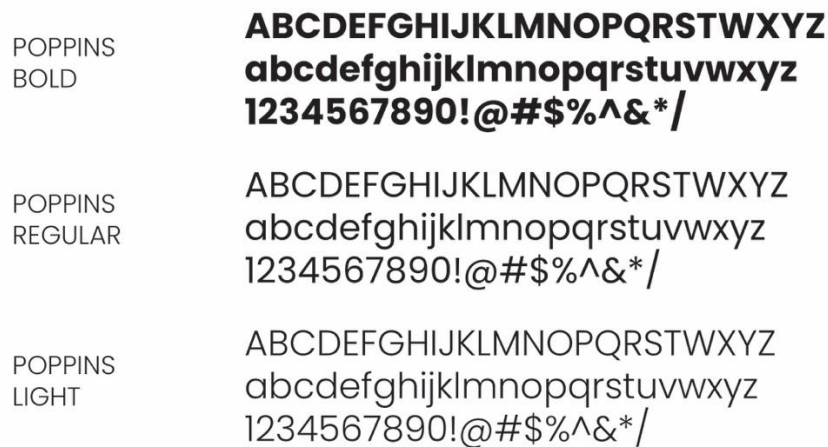 POPPINS
BOLD
ABCDEFGHIJKLMNOPQRSTWXYZ
abcdefghijklmnopqrstuvwxyz
1234567890!@#$%^&*/
POPPINS
REGULAR
ABCDEFGHIJKLMNOPQRSTWXYZ
abcdefghijklmnopqrstuvwxyz
1234567890!@#$%^&*/
POPPINS
LIGHT
ABCDEFGHIJKLMNOPQRSTWXYZ
abcdefghijklmnopqrstuvwxyz
1234567890!@#$%^&*/